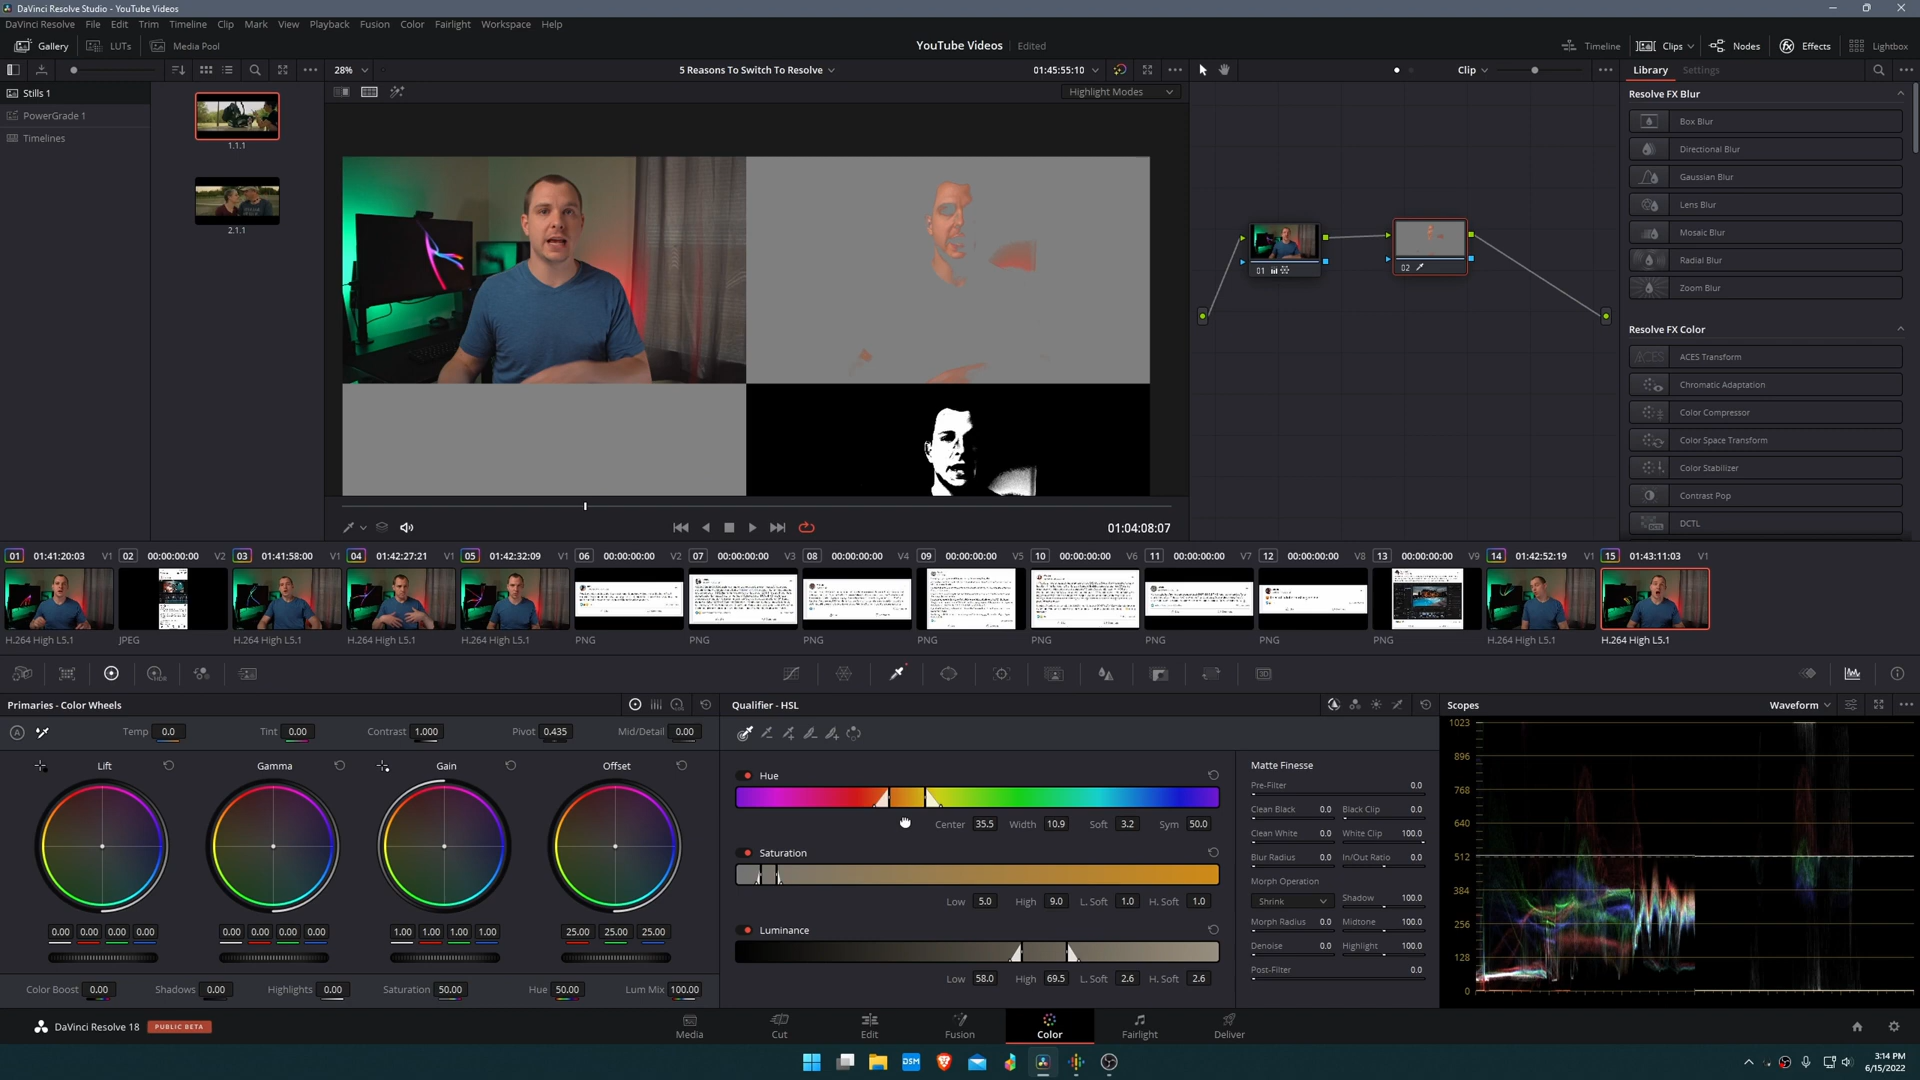 DaVinci Resolve Studio - YouTube Videos
DaVinci Resolve File Edit Trim Timeline Clip Mark View Playback Fusion Color Fairlight Workspace Help
Gallery LUTs Media Pool YouTube Videos Edited Timeline Clips Nodes Effects Lightbox
28% 5 Reasons To Switch To Resolve 01:45:55:10 Clip Library Settings
Stills 1
PowerGrade 1
Timelines
1.1.1
2.1.1
Highlight Modes
01
02
Resolve FX Blur
Box Blur
Directional Blur
Gaussian Blur
Lens Blur
Mosaic Blur
Radial Blur
Zoom Blur
Resolve FX Color
ACES Transform
Chromatic Adaptation
Color Compressor
Color Space Transform
Color Stabilizer
Contrast Pop
DCTL
01:04:08:07
01 01:41:20:03 V1 02 00:00:00:00 V2 03 01:41:58:00 V1 04 01:42:27:21 V1 05 01:42:32:09 V1 06 00:00:00:00 V2 07 00:00:00:00 V3 08 00:00:00:00 V4 09 00:00:00:00 V5 10 00:00:00:00 V6 11 00:00:00:00 V7 12 00:00:00:00 V8 13 00:00:00:00 V9 14 01:42:52:19 V1 15 01:43:11:03 V1
H.264 High L5.1 JPEG H.264 High L5.1 H.264 High L5.1 H.264 High L5.1 PNG PNG PNG PNG PNG PNG PNG PNG H.264 High L5.1 H.264 High L5.1
Primaries - Color Wheels
Temp 0.0 Tint 0.00 Contrast 1.000 Pivot 0.435 Mid/Detail 0.00
Lift Gamma Gain Offset
0.00 0.00 0.00 0.00 0.00 0.00 0.00 0.00 1.00 1.00 1.00 1.00 25.00 25.00 25.00
Color Boost 0.00 Shadows 0.00 Highlights 0.00 Saturation 50.00 Hue 50.00 Lum Mix 100.00
Qualifier - HSL
Hue
Center 35.5 Width 10.9 Soft 3.2 Sym 50.0
Saturation
Low 5.0 High 9.0 L. Soft 1.0 H. Soft 1.0
Luminance
Low 58.0 High 69.5 L. Soft 2.6 H. Soft 2.6
Matte Finesse
Pre-Filter 0.0
Clean Black 0.0 Black Clip 0.0
Clean White 0.0 White Clip 100.0
Blur Radius 0.0 In/Out Ratio 0.0
Morph Operation
Shrink Shadow 100.0
Morph Radius 0.0 Midtone 100.0
Denoise 0.0 Highlight 100.0
Post-Filter 0.0
Scopes Waveform
1023
896
768
640
512
384
256
128
0
DaVinci Resolve 18 PUBLIC BETA
Media Cut Edit Fusion Color Fairlight Deliver
DSM
3:14 PM
6/15/2022